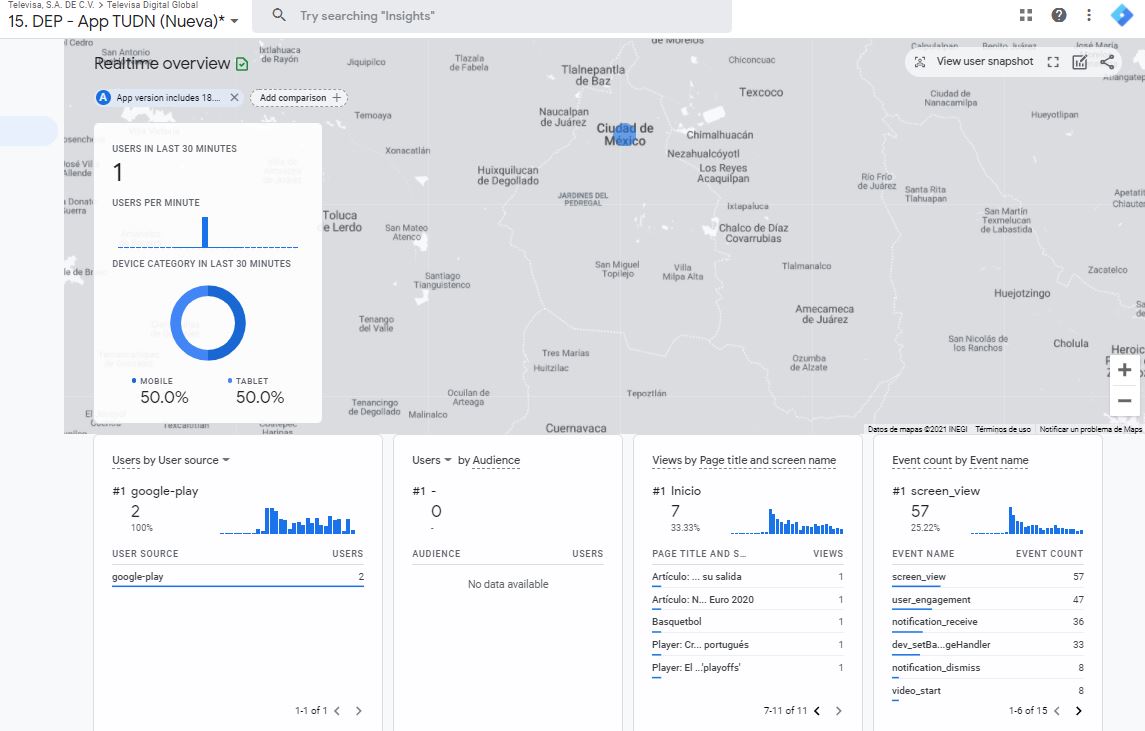 Televisa, S.A. DE C.V. > Televisa Digital Global
15. DEP - App TUDN (Nueva)*
Try searching "Insights"
Realtime overview
View user snapshot
A App version includes 18.... ✕
Add comparison +
USERS IN LAST 30 MINUTES
1
USERS PER MINUTE
DEVICE CATEGORY IN LAST 30 MINUTES
MOBILE
50.0%
TABLET
50.0%
San Antonio
Ixtlahuaca de Rayón
Jiquipilco
Tlazala de Fabela
Tlalnepantla de Baz
de Morelos
Chiconcuac
Texcoco
Calpulalpan
Benito Juárez
José María
Atlangatepec
Ciudad de Nanacamilpa
Hueyotlipan
Temoaya
Naucalpan de Juárez
Ciudad de México
Chimalhuacán
Xonacatlán
Nezahualcóyotl
Huixquilucan de Degollado
Los Reyes Acaquilpan
Río Frío de Juárez
Santa Rita Tlahuapan
JARDINES DEL PEDREGAL
Ixtapaluca
Toluca de Lerdo
San Mateo Atenco
Chalco de Díaz Covarrubias
San Martín Texmelucan de Labastida
Santiago Tianguistenco
San Miguel Topilejo
Villa Milpa Alta
Tlalmanalco
Zacatelco
Huejotzingo
Tenango del Valle
Amecameca de Juárez
San Nicolás de los Ranchos
Cholula
Tres Marías
Huitzilac
Ozumba de Alzate
Ocuilan de Arteaga
Tepoztlán
Tenancingo de Degollado
Malinalco
Cuernavaca
Datos de mapas ©2021 INEGI
Términos de uso
Notificar un problema de Maps
Users by User source
#1 google-play
2
100%
USER SOURCE USERS
google-play 2
1-1 of 1
Users by Audience
#1 -
0
-
AUDIENCE USERS
No data available
Views by Page title and screen name
#1 Inicio
7
33.33%
PAGE TITLE AND S... VIEWS
Artículo: ... su salida 1
Artículo: N... Euro 2020 1
Basquetbol 1
Player: Cr... portugués 1
Player: El ...'playoffs' 1
7-11 of 11
Event count by Event name
#1 screen_view
57
25.22%
EVENT NAME EVENT COUNT
screen_view 57
user_engagement 47
notification_receive 36
dev_setBa...geHandler 33
notification_dismiss 8
video_start 8
1-6 of 15